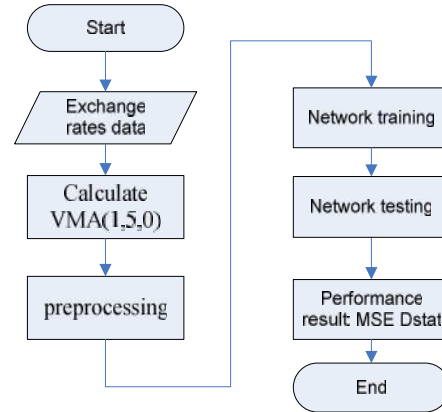 Start
Exchange
rates data
Calculate
VMA(1,5,0)
preprocessing
Network training
Network testing
Performance
result: MSE Dstat
End